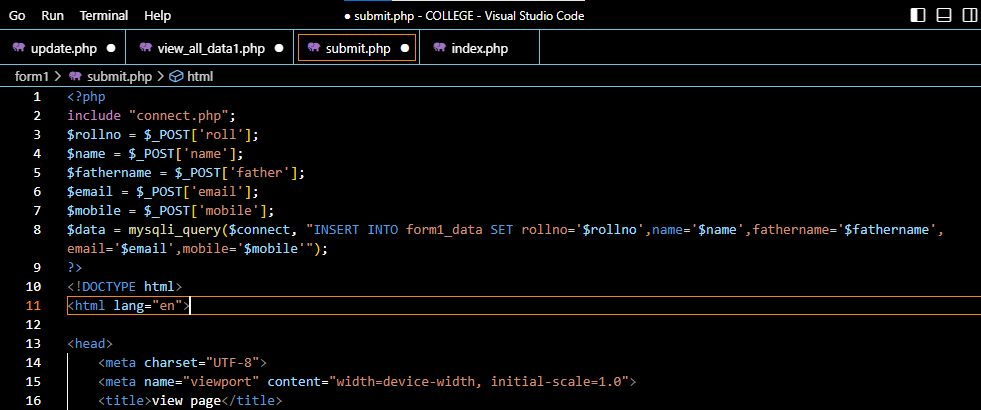 Go Run Terminal Help ● submit.php - COLLEGE - Visual Studio Code
update.php ● view_all_data1.php ● submit.php ● index.php
form1 > submit.php > html
1 <?php
2 include "connect.php";
3 $rollno = $_POST['roll'];
4 $name = $_POST['name'];
5 $fathername = $_POST['father'];
6 $email = $_POST['email'];
7 $mobile = $_POST['mobile'];
8 $data = mysqli_query($connect, "INSERT INTO form1_data SET rollno='$rollno',name='$name',fathername='$fathername',
email='$email',mobile='$mobile'");
9 ?>
10 <!DOCTYPE html>
11 <html lang="en">
12
13 <head>
14 <meta charset="UTF-8">
15 <meta name="viewport" content="width=device-width, initial-scale=1.0">
16 <title>view page</title>